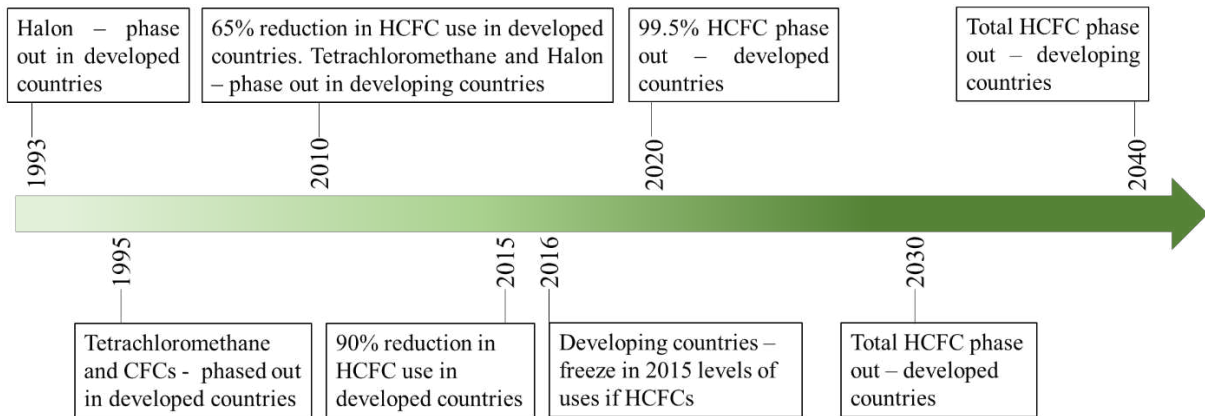 Halon – phase
out in developed
countries
65% reduction in HCFC use in developed
countries. Tetrachloromethane and Halon
– phase out in developing countries
99.5% HCFC phase
out – developed
countries
Total HCFC phase
out – developing
countries
1993
2010
2020
2040
1995
2015
2016
2030
Tetrachloromethane
and CFCs - phased out
in developed countries
90% reduction in
HCFC use in
developed countries
Developing countries –
freeze in 2015 levels of
uses if HCFCs
Total HCFC phase
out – developed
countries